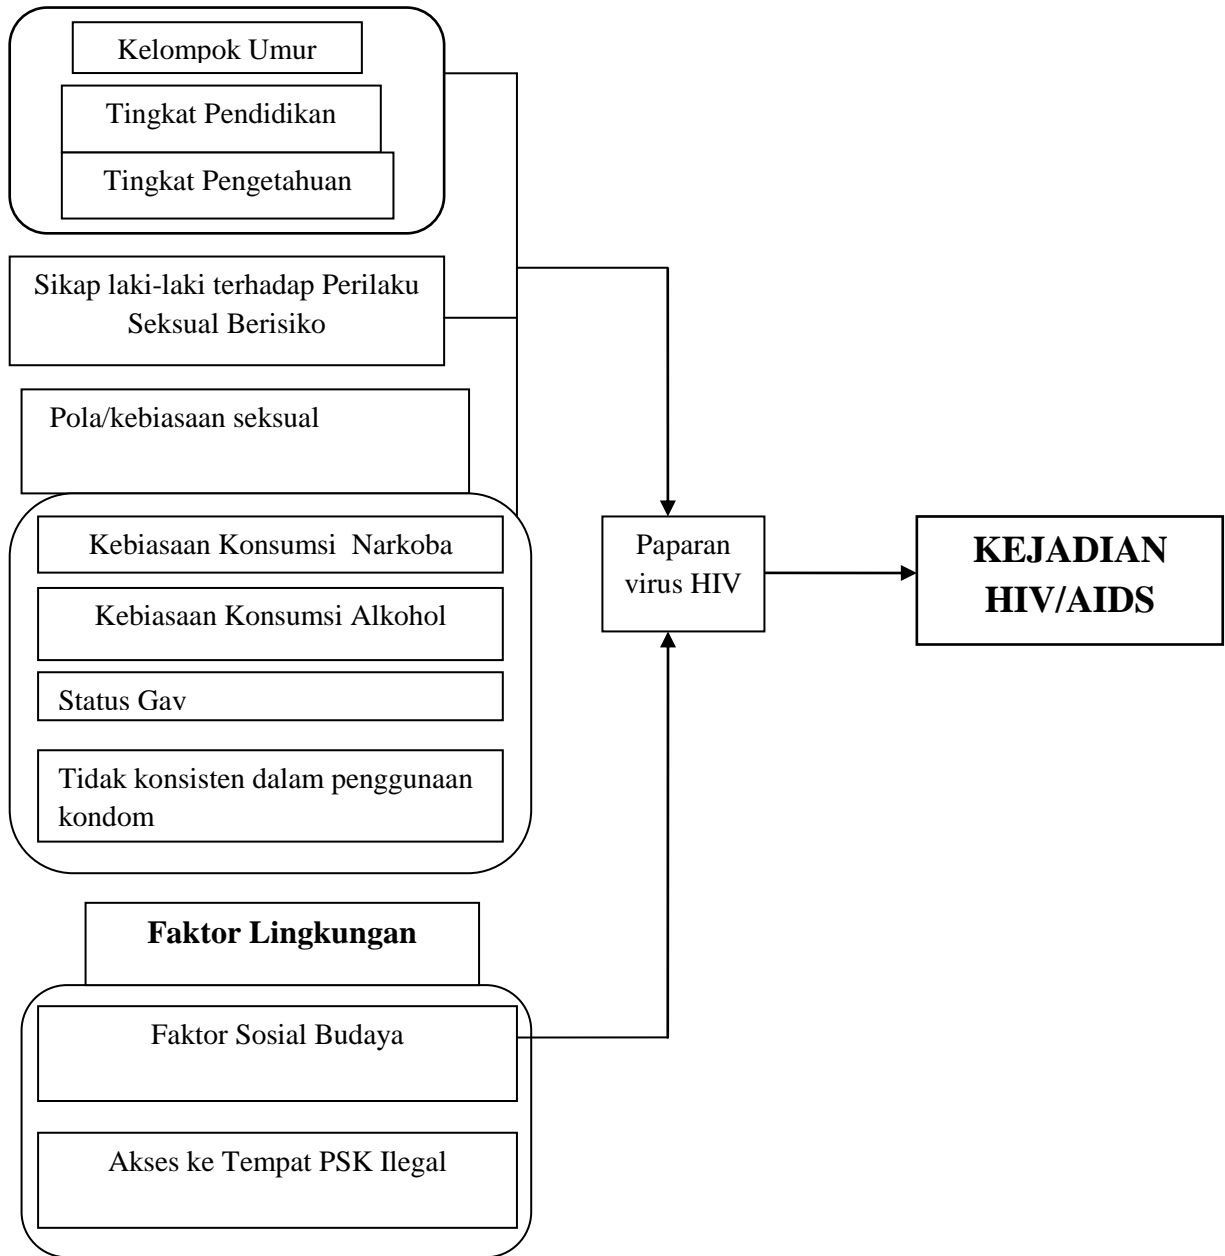 Kelompok Umur
Tingkat Pendidikan
Tingkat Pengetahuan
Sikap laki-laki terhadap Perilaku
Seksual Berisiko
Pola/kebiasaan seksual
Kebiasaan Konsumsi Narkoba
Kebiasaan Konsumsi Alkohol
Status Gav
Tidak konsisten dalam penggunaan
kondom
Faktor Lingkungan
Faktor Sosial Budaya
Akses ke Tempat PSK Ilegal
Paparan
virus HIV
KEJADIAN
HIV/AIDS